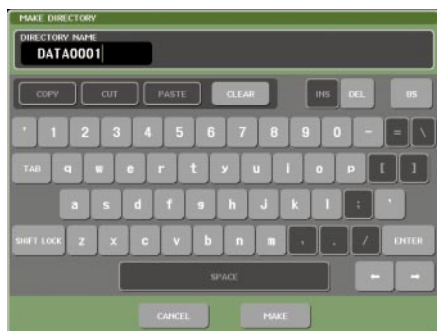 MAKE DIRECTORY
DIRECTORY NAME
DATA0001
COPY CUT PASTE CLEAR INS DEL BS
' 1 2 3 4 5 6 7 8 9 0 - = \
TAB q w e r t y u i o p [ ]
a s d f g h j k l ; '
SHIFT LOCK z x c v b n m , . / ENTER
SPACE ← →
CANCEL MAKE